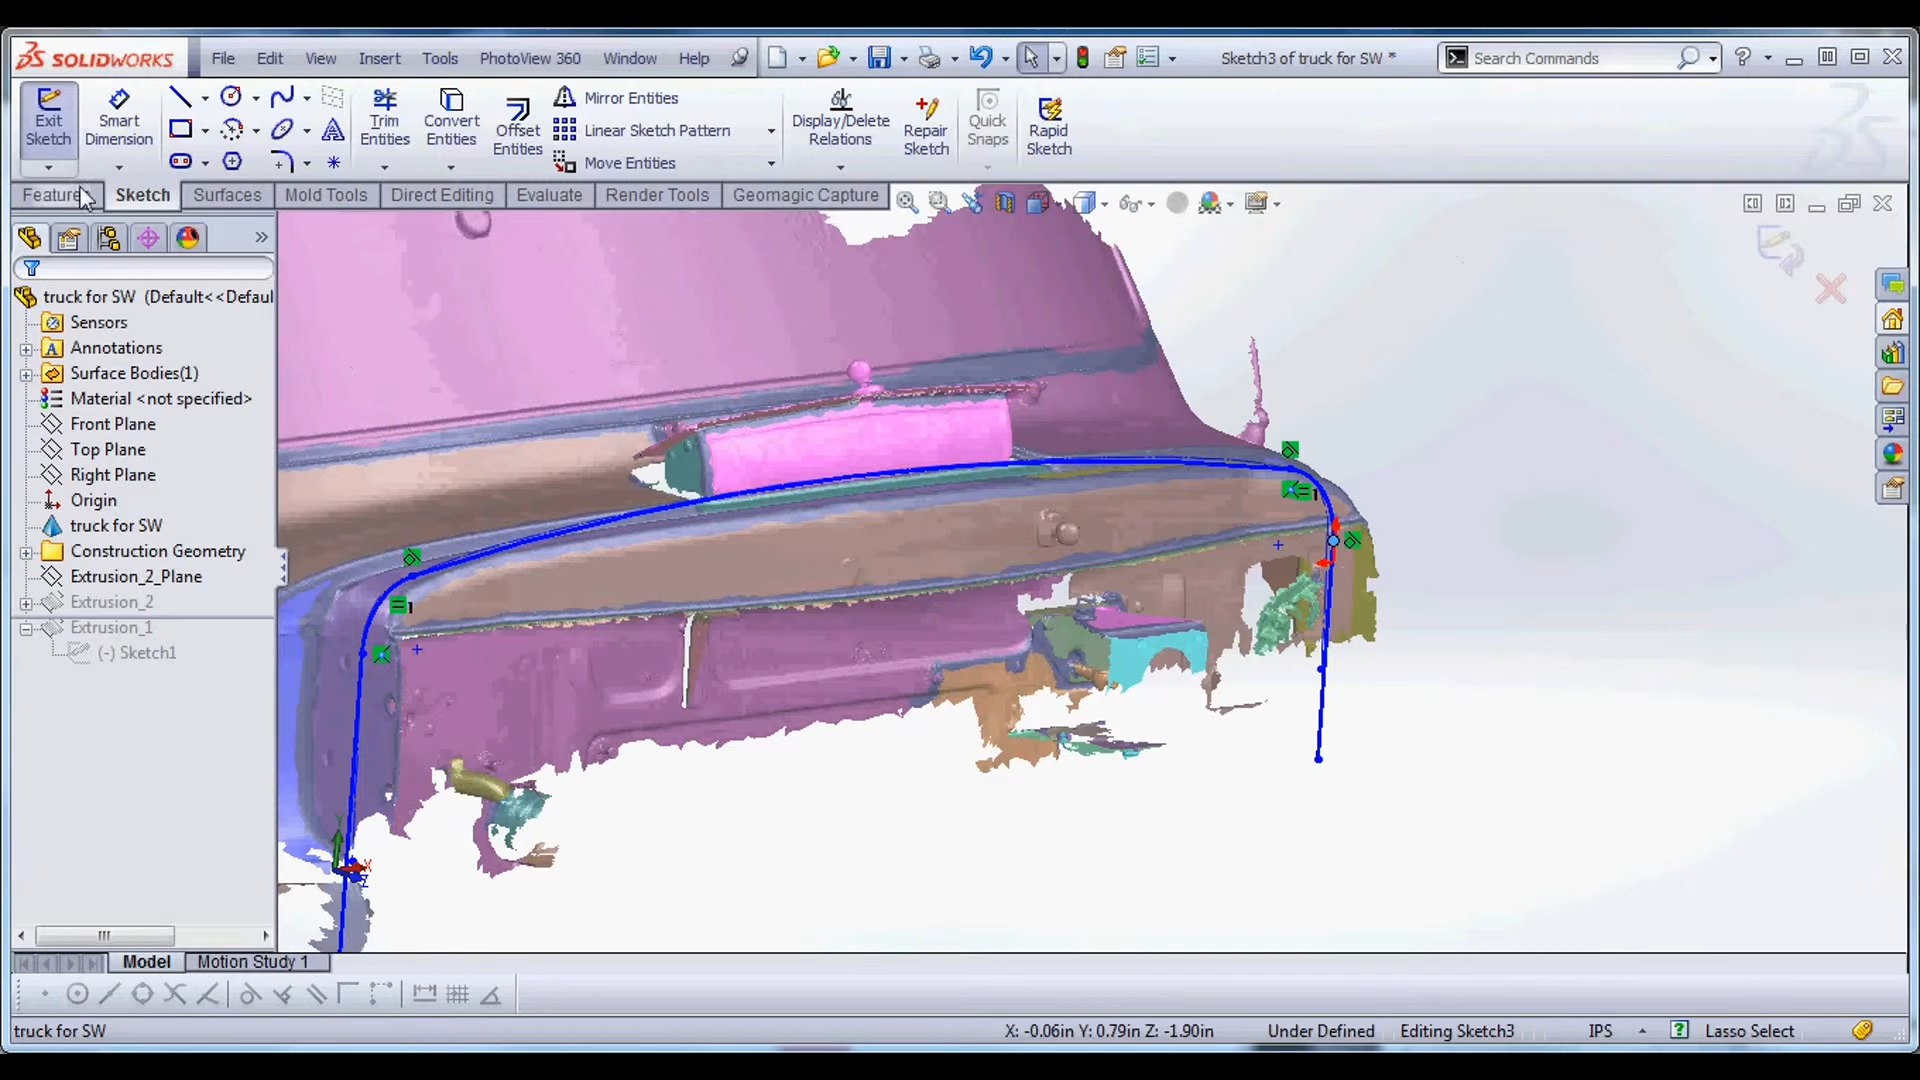 SOLIDWORKS
File Edit View Insert Tools PhotoView 360 Window Help
Sketch3 of truck for SW *
Search Commands
Exit Sketch
Smart Dimension
Trim Entities
Convert Entities
Offset Entities
Mirror Entities
Linear Sketch Pattern
Move Entities
Display/Delete Relations
Repair Sketch
Quick Snaps
Rapid Sketch
Sketch Surfaces Mold Tools Direct Editing Evaluate Render Tools Geomagic Capture
truck for SW (Default<<Defaul
Sensors
Annotations
Surface Bodies(1)
Material <not specified>
Front Plane
Top Plane
Right Plane
Origin
truck for SW
Construction Geometry
Extrusion_2_Plane
Extrusion_2
Extrusion_1
(-) Sketch1
1
1
Y
X
Z
Model Motion Study 1
truck for SW
X: -0.06in Y: 0.79in Z: -1.90in Under Defined Editing Sketch3 IPS Lasso Select